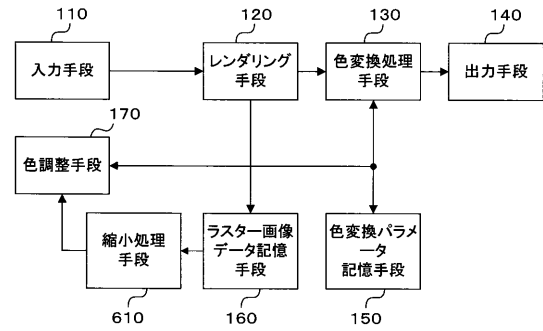 110
入力手段
120
レンダリング
手段
130
色変換処理
手段
140
出力手段
170
色調整手段
縮小処理
手段
610
ラスター画像
データ記憶
手段
160
色変換パラメ
ータ
記憶手段
150